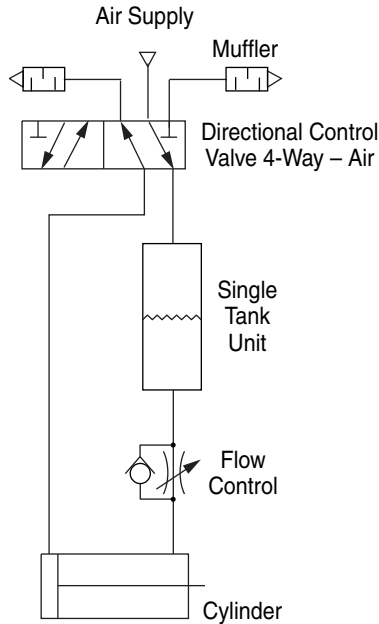 Air Supply
Muffler
Directional Control
Valve 4-Way – Air
Single
Tank
Unit
Flow
Control
Cylinder